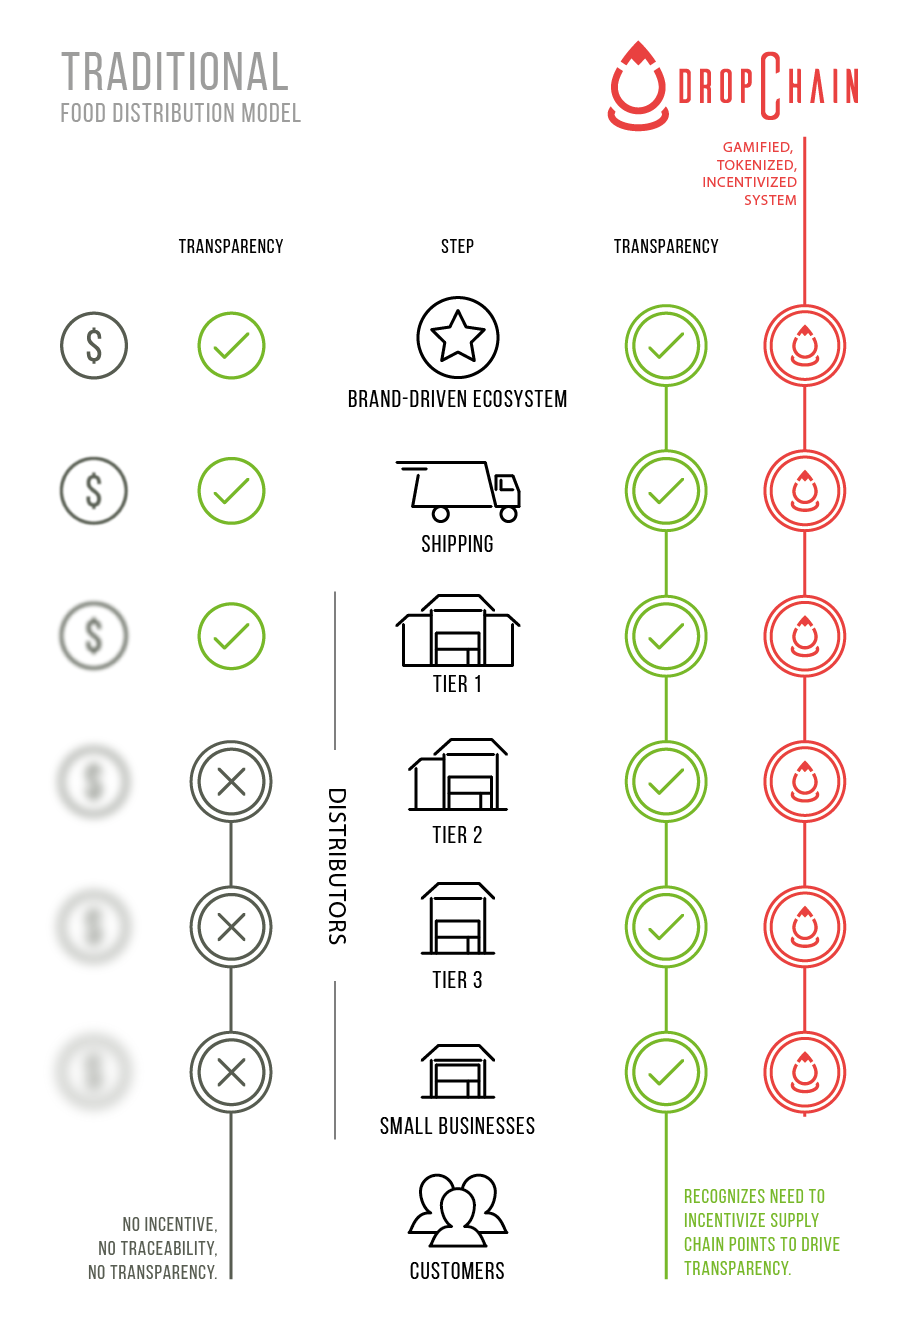 TRADITIONAL
FOOD DISTRIBUTION MODEL
DROPCHAIN
GAMIFIED,
TOKENIZED,
INCENTIVIZED
SYSTEM
TRANSPARENCY
STEP
TRANSPARENCY
$
BRAND-DRIVEN ECOSYSTEM
$
SHIPPING
$
TIER 1
$
TIER 2
DISTRIBUTORS
$
TIER 3
$
SMALL BUSINESSES
NO INCENTIVE,
NO TRACEABILITY,
NO TRANSPARENCY.
CUSTOMERS
RECOGNIZES NEED TO
INCENTIVIZE SUPPLY
CHAIN POINTS TO DRIVE
TRANSPARENCY.